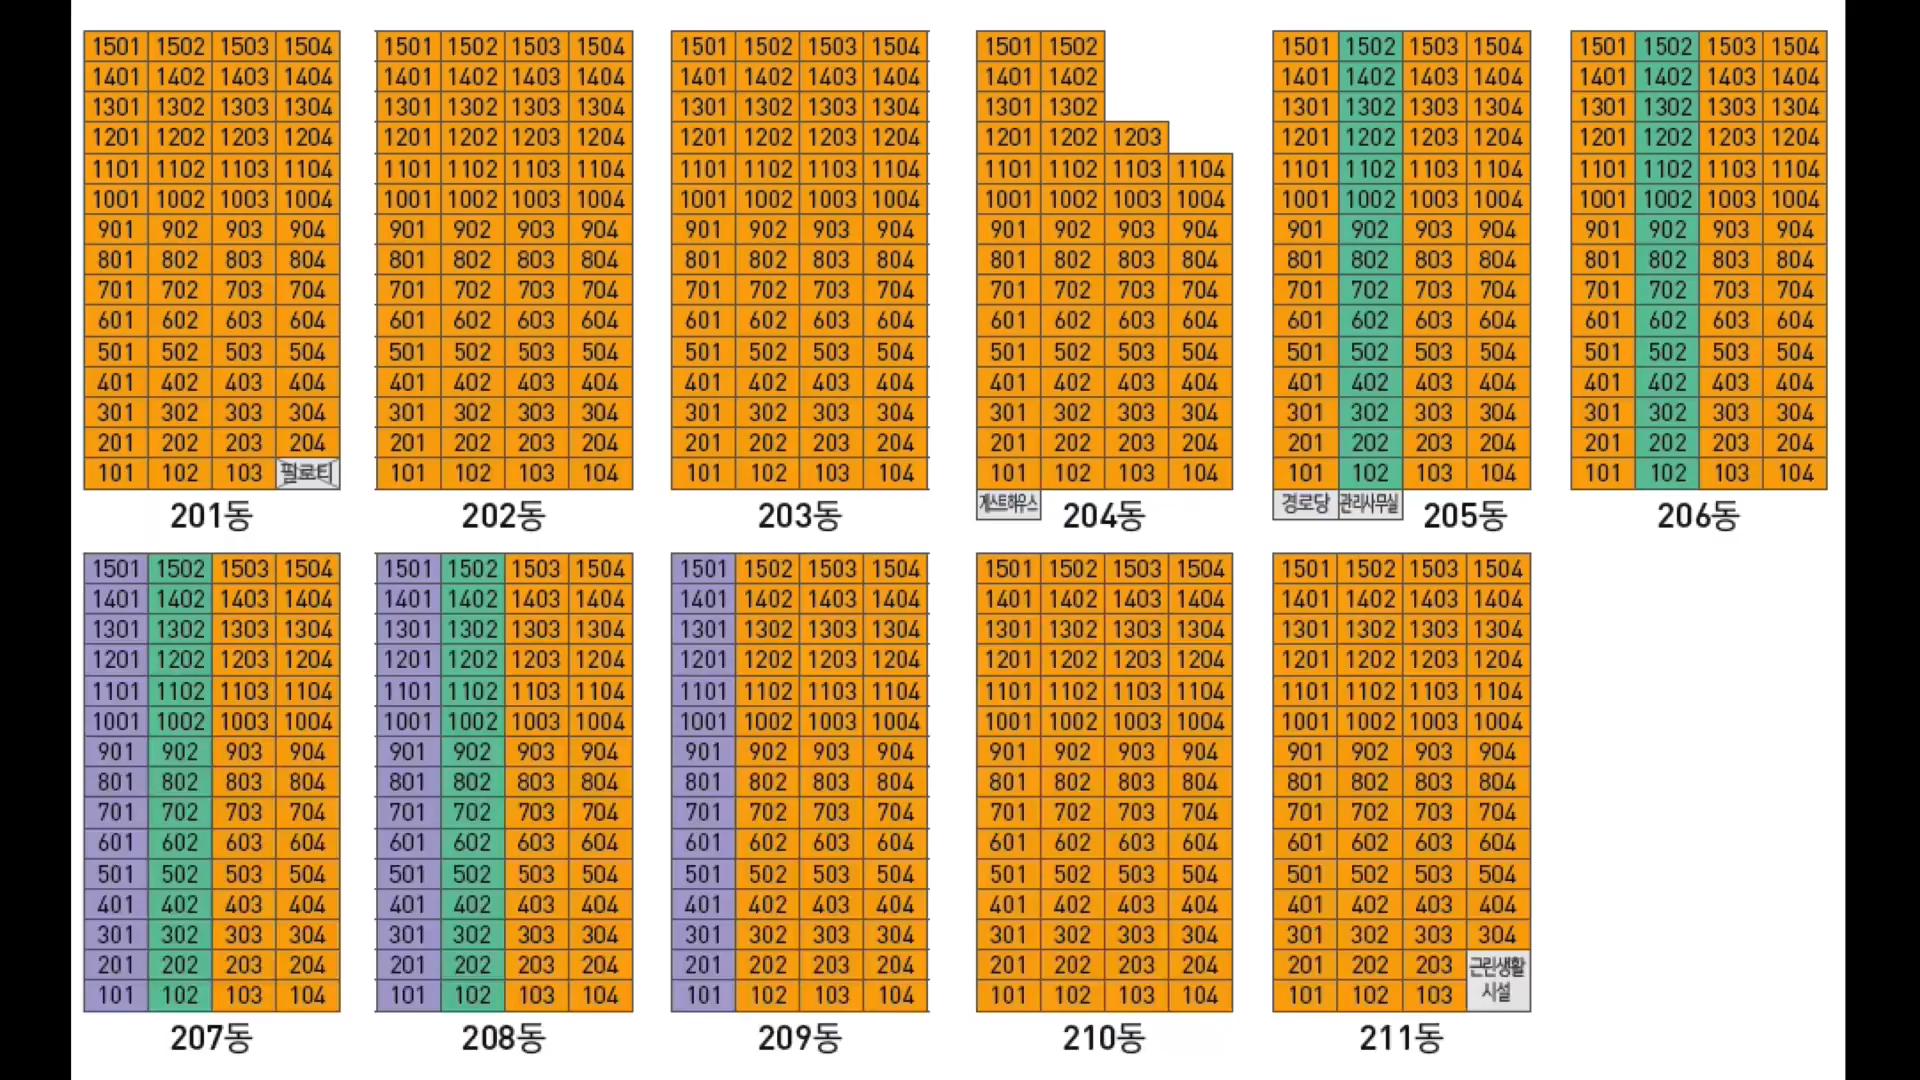 1501 1502 1503 1504 1501 1502 1503 1504 1501 1502 1503 1504 1501 1502 1501 1502 1503 1504 1501 1502 1503 1504
1401 1402 1403 1404 1401 1402 1403 1404 1401 1402 1403 1404 1401 1402 1401 1402 1403 1404 1401 1402 1403 1404
1301 1302 1303 1304 1301 1302 1303 1304 1301 1302 1303 1304 1301 1302 1301 1302 1303 1304 1301 1302 1303 1304
1201 1202 1203 1204 1201 1202 1203 1204 1201 1202 1203 1204 1201 1202 1203 1201 1202 1203 1204 1201 1202 1203 1204
1101 1102 1103 1104 1101 1102 1103 1104 1101 1102 1103 1104 1101 1102 1103 1104 1101 1102 1103 1104 1101 1102 1103 1104
1001 1002 1003 1004 1001 1002 1003 1004 1001 1002 1003 1004 1001 1002 1003 1004 1001 1002 1003 1004 1001 1002 1003 1004
901 902 903 904 901 902 903 904 901 902 903 904 901 902 903 904 901 902 903 904 901 902 903 904
801 802 803 804 801 802 803 804 801 802 803 804 801 802 803 804 801 802 803 804 801 802 803 804
701 702 703 704 701 702 703 704 701 702 703 704 701 702 703 704 701 702 703 704 701 702 703 704
601 602 603 604 601 602 603 604 601 602 603 604 601 602 603 604 601 602 603 604 601 602 603 604
501 502 503 504 501 502 503 504 501 502 503 504 501 502 503 504 501 502 503 504 501 502 503 504
401 402 403 404 401 402 403 404 401 402 403 404 401 402 403 404 401 402 403 404 401 402 403 404
301 302 303 304 301 302 303 304 301 302 303 304 301 302 303 304 301 302 303 304 301 302 303 304
201 202 203 204 201 202 203 204 201 202 203 204 201 202 203 204 201 202 203 204 201 202 203 204
101 102 103 필로티 101 102 103 104 101 102 103 104 101 102 103 104 101 102 103 104 101 102 103 104
201동 202동 203동 게스트하우스 204동 경로당 관리사무실 205동 206동
1501 1502 1503 1504 1501 1502 1503 1504 1501 1502 1503 1504 1501 1502 1503 1504 1501 1502 1503 1504
1401 1402 1403 1404 1401 1402 1403 1404 1401 1402 1403 1404 1401 1402 1403 1404 1401 1402 1403 1404
1301 1302 1303 1304 1301 1302 1303 1304 1301 1302 1303 1304 1301 1302 1303 1304 1301 1302 1303 1304
1201 1202 1203 1204 1201 1202 1203 1204 1201 1202 1203 1204 1201 1202 1203 1204 1201 1202 1203 1204
1101 1102 1103 1104 1101 1102 1103 1104 1101 1102 1103 1104 1101 1102 1103 1104 1101 1102 1103 1104
1001 1002 1003 1004 1001 1002 1003 1004 1001 1002 1003 1004 1001 1002 1003 1004 1001 1002 1003 1004
901 902 903 904 901 902 903 904 901 902 903 904 901 902 903 904 901 902 903 904
801 802 803 804 801 802 803 804 801 802 803 804 801 802 803 804 801 802 803 804
701 702 703 704 701 702 703 704 701 702 703 704 701 702 703 704 701 702 703 704
601 602 603 604 601 602 603 604 601 602 603 604 601 602 603 604 601 602 603 604
501 502 503 504 501 502 503 504 501 502 503 504 501 502 503 504 501 502 503 504
401 402 403 404 401 402 403 404 401 402 403 404 401 402 403 404 401 402 403 404
301 302 303 304 301 302 303 304 301 302 303 304 301 302 303 304 301 302 303 304
201 202 203 204 201 202 203 204 201 202 203 204 201 202 203 204 201 202 203 근린생활
101 102 103 104 101 102 103 104 101 102 103 104 101 102 103 104 101 102 103 시설
207동 208동 209동 210동 211동